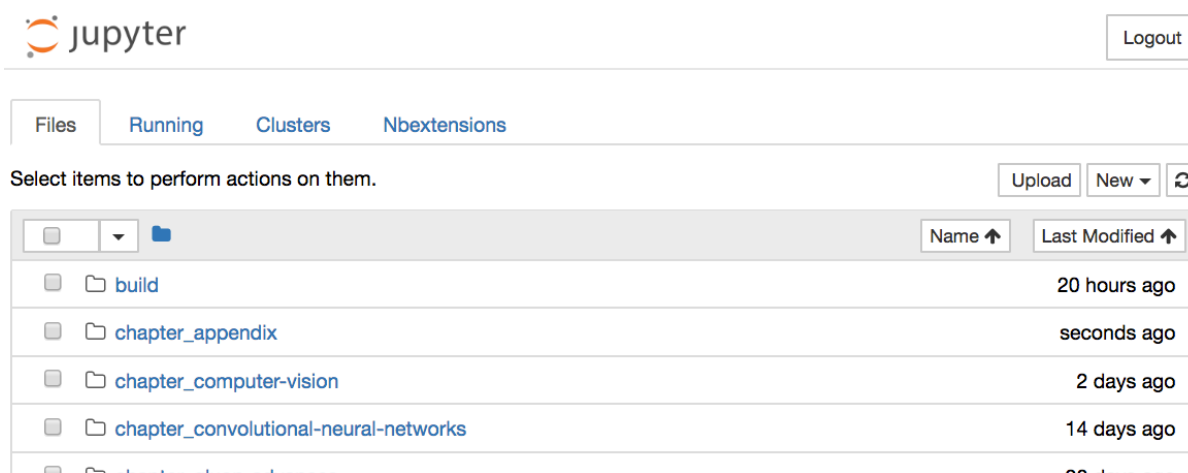 jupyter
Logout
Files Running Clusters Nbextensions
Select items to perform actions on them.
Upload New
Name Last Modified
build 20 hours ago
chapter_appendix seconds ago
chapter_computer-vision 2 days ago
chapter_convolutional-neural-networks 14 days ago